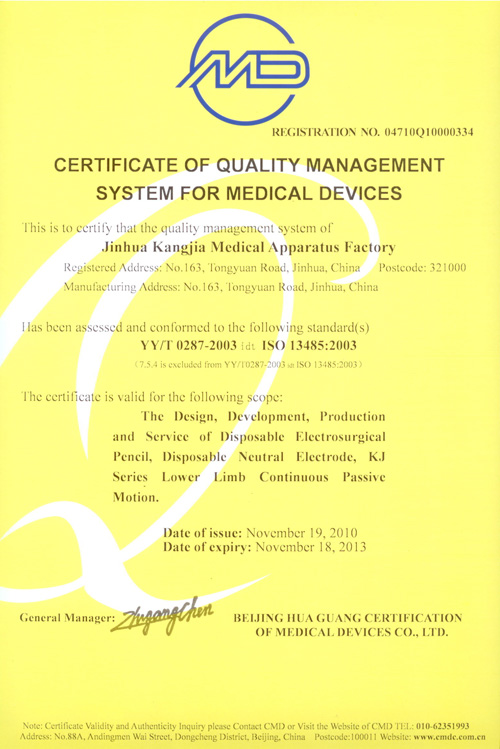 MD
REGISTRATION NO. 04710Q10000334
CERTIFICATE OF QUALITY MANAGEMENT
SYSTEM FOR MEDICAL DEVICES
This is to certify that the quality management system of
Jinhua Kangjia Medical Apparatus Factory
Registered Address: No.163, Tongyuan Road, Jinhua, China Postcode: 321000
Manufacturing Address: No.163, Tongyuan Road, Jinhua, China
Has been assessed and conformed to the following standard(s)
YY/T 0287-2003 idt ISO 13485:2003
(7.5.4 is excluded from YY/T0287-2003 idt ISO 13485:2003)
The certificate is valid for the following scope:
The Design, Development, Production
and Service of Disposable Electrosurgical
Pencil, Disposable Neutral Electrode, KJ
Series Lower Limb Continuous Passive
Motion.
Date of issue: November 19, 2010
Date of expiry: November 18, 2013
General Manager: ZhugangChen
BEIJING HUA GUANG CERTIFICATION
OF MEDICAL DEVICES CO., LTD.
Note: Certificate Validity and Authenticity Inquiry please Contact CMD or Visit the Website of CMD TEL: 010-62351993
Address: No.88A, Andingmen Wai Street, Dongcheng District, Beijing, China Postcode:100011 Website: www.cmdc.com.cn